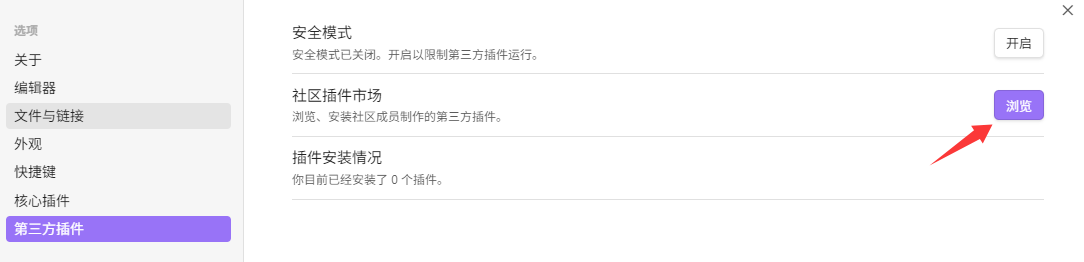 选项
关于
编辑器
文件与链接
外观
快捷键
核心插件
第三方插件
安全模式
安全模式已关闭。开启以限制第三方插件运行。
开启
社区插件市场
浏览、安装社区成员制作的第三方插件。
浏览
插件安装情况
你目前已经安装了 0 个插件。